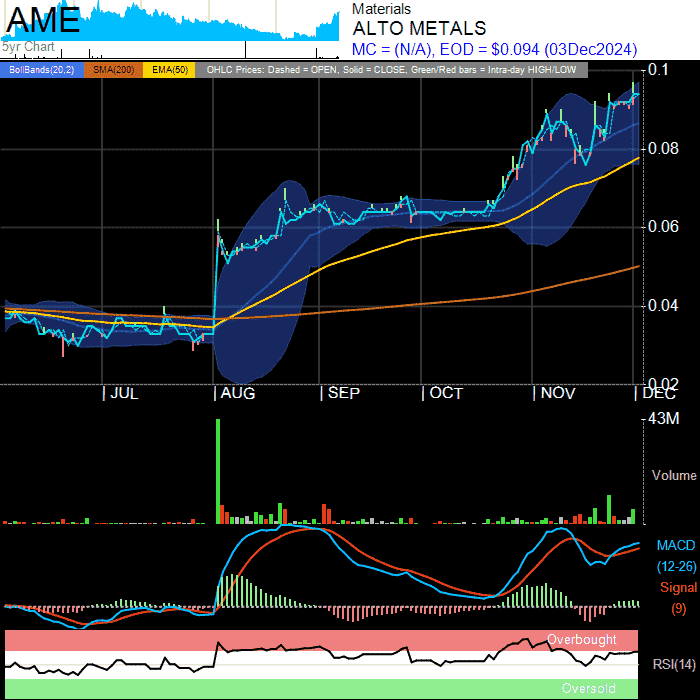 AME
5yr Chart
Materials
ALTO METALS
MC = (N/A), EOD = $0.094 (03Dec2024)
BollBands(20,2) SMA(200) EMA(50) OHLC Prices: Dashed = OPEN, Solid = CLOSE, Green/Red bars = Intra-day HIGH/LOW
0.1
0.08
0.06
0.04
0.02
| JUL | AUG | SEP | OCT | NOV | DEC
43M
Volume
MACD
(12-26)
Signal
(9)
Overbought
RSI(14)
Oversold